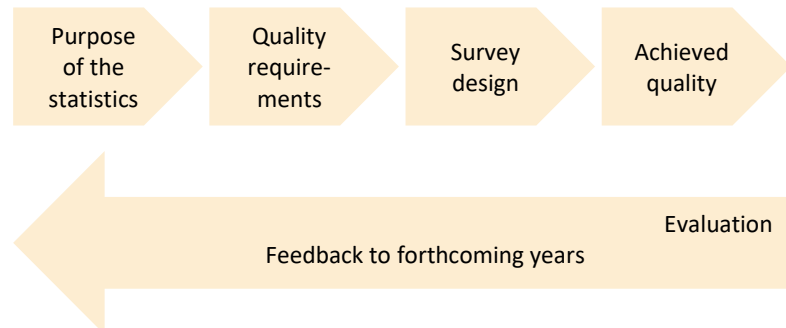 Purpose
of the
statistics
Quality
require-
ments
Survey
design
Achieved
quality
Evaluation
Feedback to forthcoming years